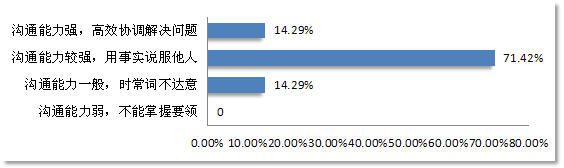 沟通能力强，高效协调解决问题 14.29%
沟通能力较强，用事实说服他人 71.42%
沟通能力一般，时常词不达意 14.29%
沟通能力弱，不能掌握要领 0
0.00% 10.00% 20.00% 30.00% 40.00% 50.00% 60.00% 70.00% 80.00%